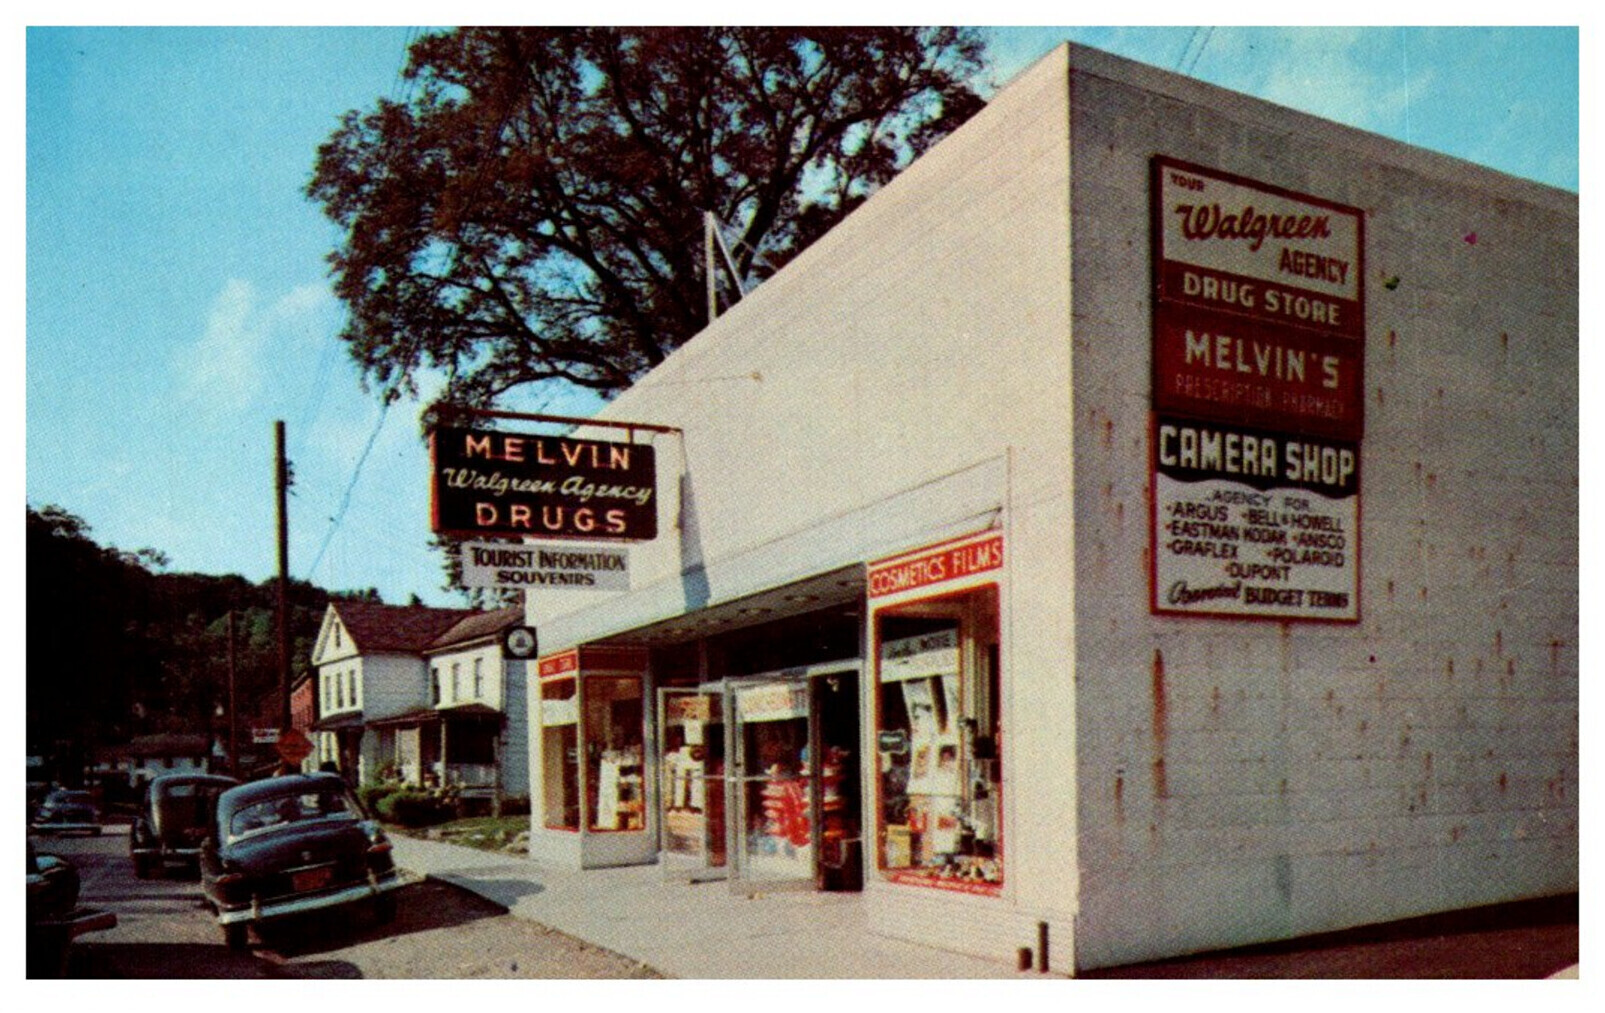 MELVIN
Walgreen Agency
DRUGS
TOURIST INFORMATION
SOUVENIRS
COSMETICS FILMS
YOUR
Walgreen
AGENCY
DRUG STORE
MELVIN'S
PRESCRIPTION PHARMACY
CAMERA SHOP
AGENCY FOR
•ARGUS •BELL & HOWELL
•EASTMAN KODAK •ANSCO
•GRAFLEX •POLAROID
•DUPONT
BUDGET TERMS